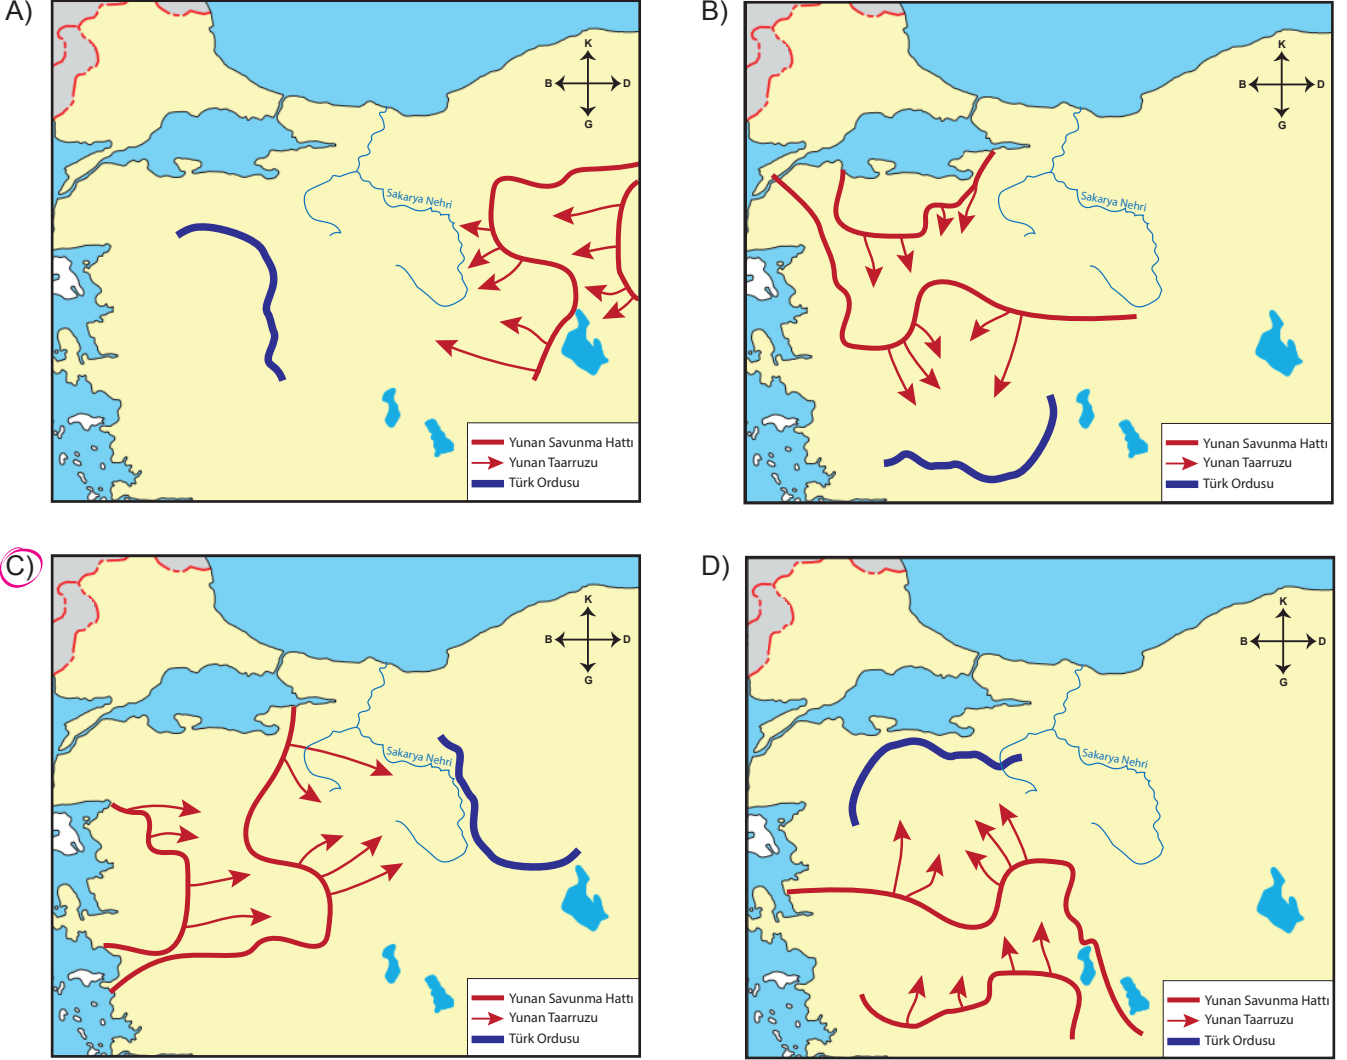 A)
K
B D
G
Sakarya Nehri
Yunan Savunma Hattı
Yunan Taarruzu
Türk Ordusu
B)
K
B D
G
Sakarya Nehri
Yunan Savunma Hattı
Yunan Taarruzu
Türk Ordusu
C)
K
B D
G
Sakarya Nehri
Yunan Savunma Hattı
Yunan Taarruzu
Türk Ordusu
D)
K
B D
G
Sakarya Nehri
Yunan Savunma Hattı
Yunan Taarruzu
Türk Ordusu